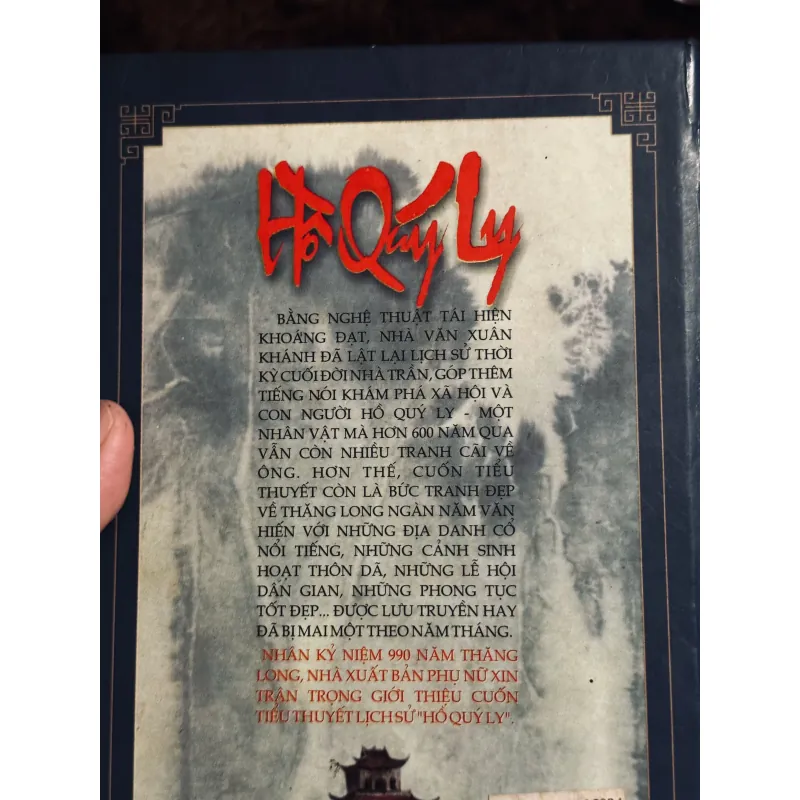 Hồ Quý Ly
BẰNG NGHỆ THUẬT TÁI HIỆN
KHOÁNG ĐẠT, NHÀ VĂN XUÂN
KHÁNH ĐÃ LẬT LẠI LỊCH SỬ THỜI
KỲ CUỐI ĐỜI NHÀ TRẦN, GÓP THÊM
TIẾNG NÓI KHÁM PHÁ XÃ HỘI VÀ
CON NGƯỜI HỒ QUÝ LY - MỘT
NHÂN VẬT MÀ HƠN 600 NĂM QUA
VẪN CÒN NHIỀU TRANH CÃI VỀ
ÔNG. HƠN THẾ, CUỐN TIỂU
THUYẾT CÒN LÀ BỨC TRANH ĐẸP
VỀ THĂNG LONG NGÀN NĂM VĂN
HIẾN VỚI NHỮNG ĐỊA DANH CỔ
NỔI TIẾNG, NHỮNG CẢNH SINH
HOẠT THÔN DÃ, NHỮNG LỄ HỘI
DÂN GIAN, NHỮNG PHONG TỤC
TỐT ĐẸP... ĐƯỢC LƯU TRUYỀN HAY
ĐÃ BỊ MAI MỘT THEO NĂM THÁNG.
NHÂN KỶ NIỆM 990 NĂM THĂNG
LONG, NHÀ XUẤT BẢN PHỤ NỮ XIN
TRÂN TRỌNG GIỚI THIỆU CUỐN
TIỂU THUYẾT LỊCH SỬ "HỒ QUÝ LY".